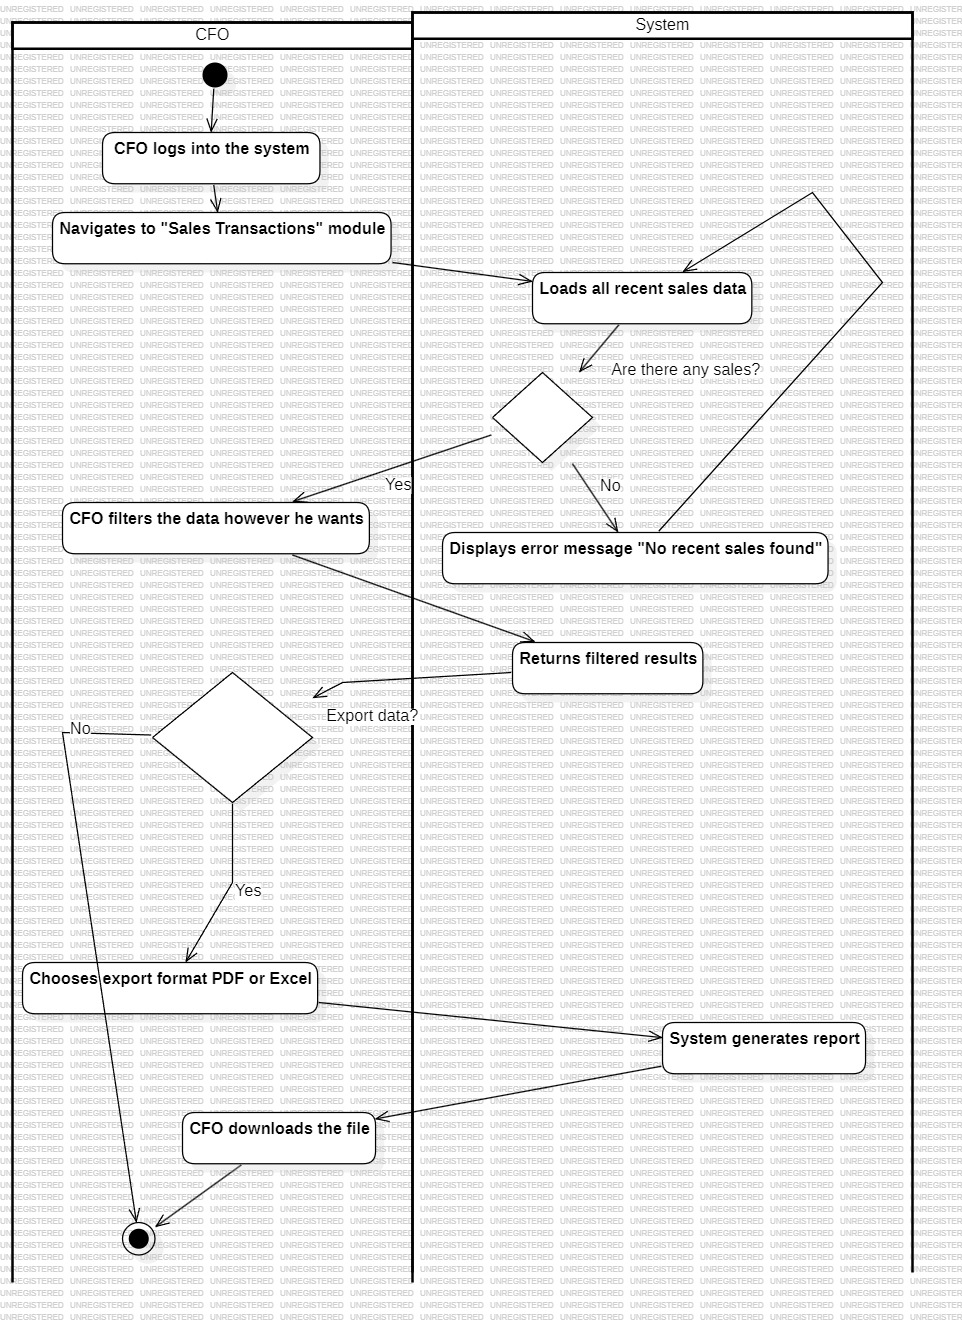 CFO
System
CFO logs into the system
Navigates to "Sales Transactions" module
Loads all recent sales data
Are there any sales?
Yes
No
CFO filters the data however he wants
Displays error message "No recent sales found"
Returns filtered results
Export data?
No
Yes
Chooses export format PDF or Excel
System generates report
CFO downloads the file
UNREGISTERED